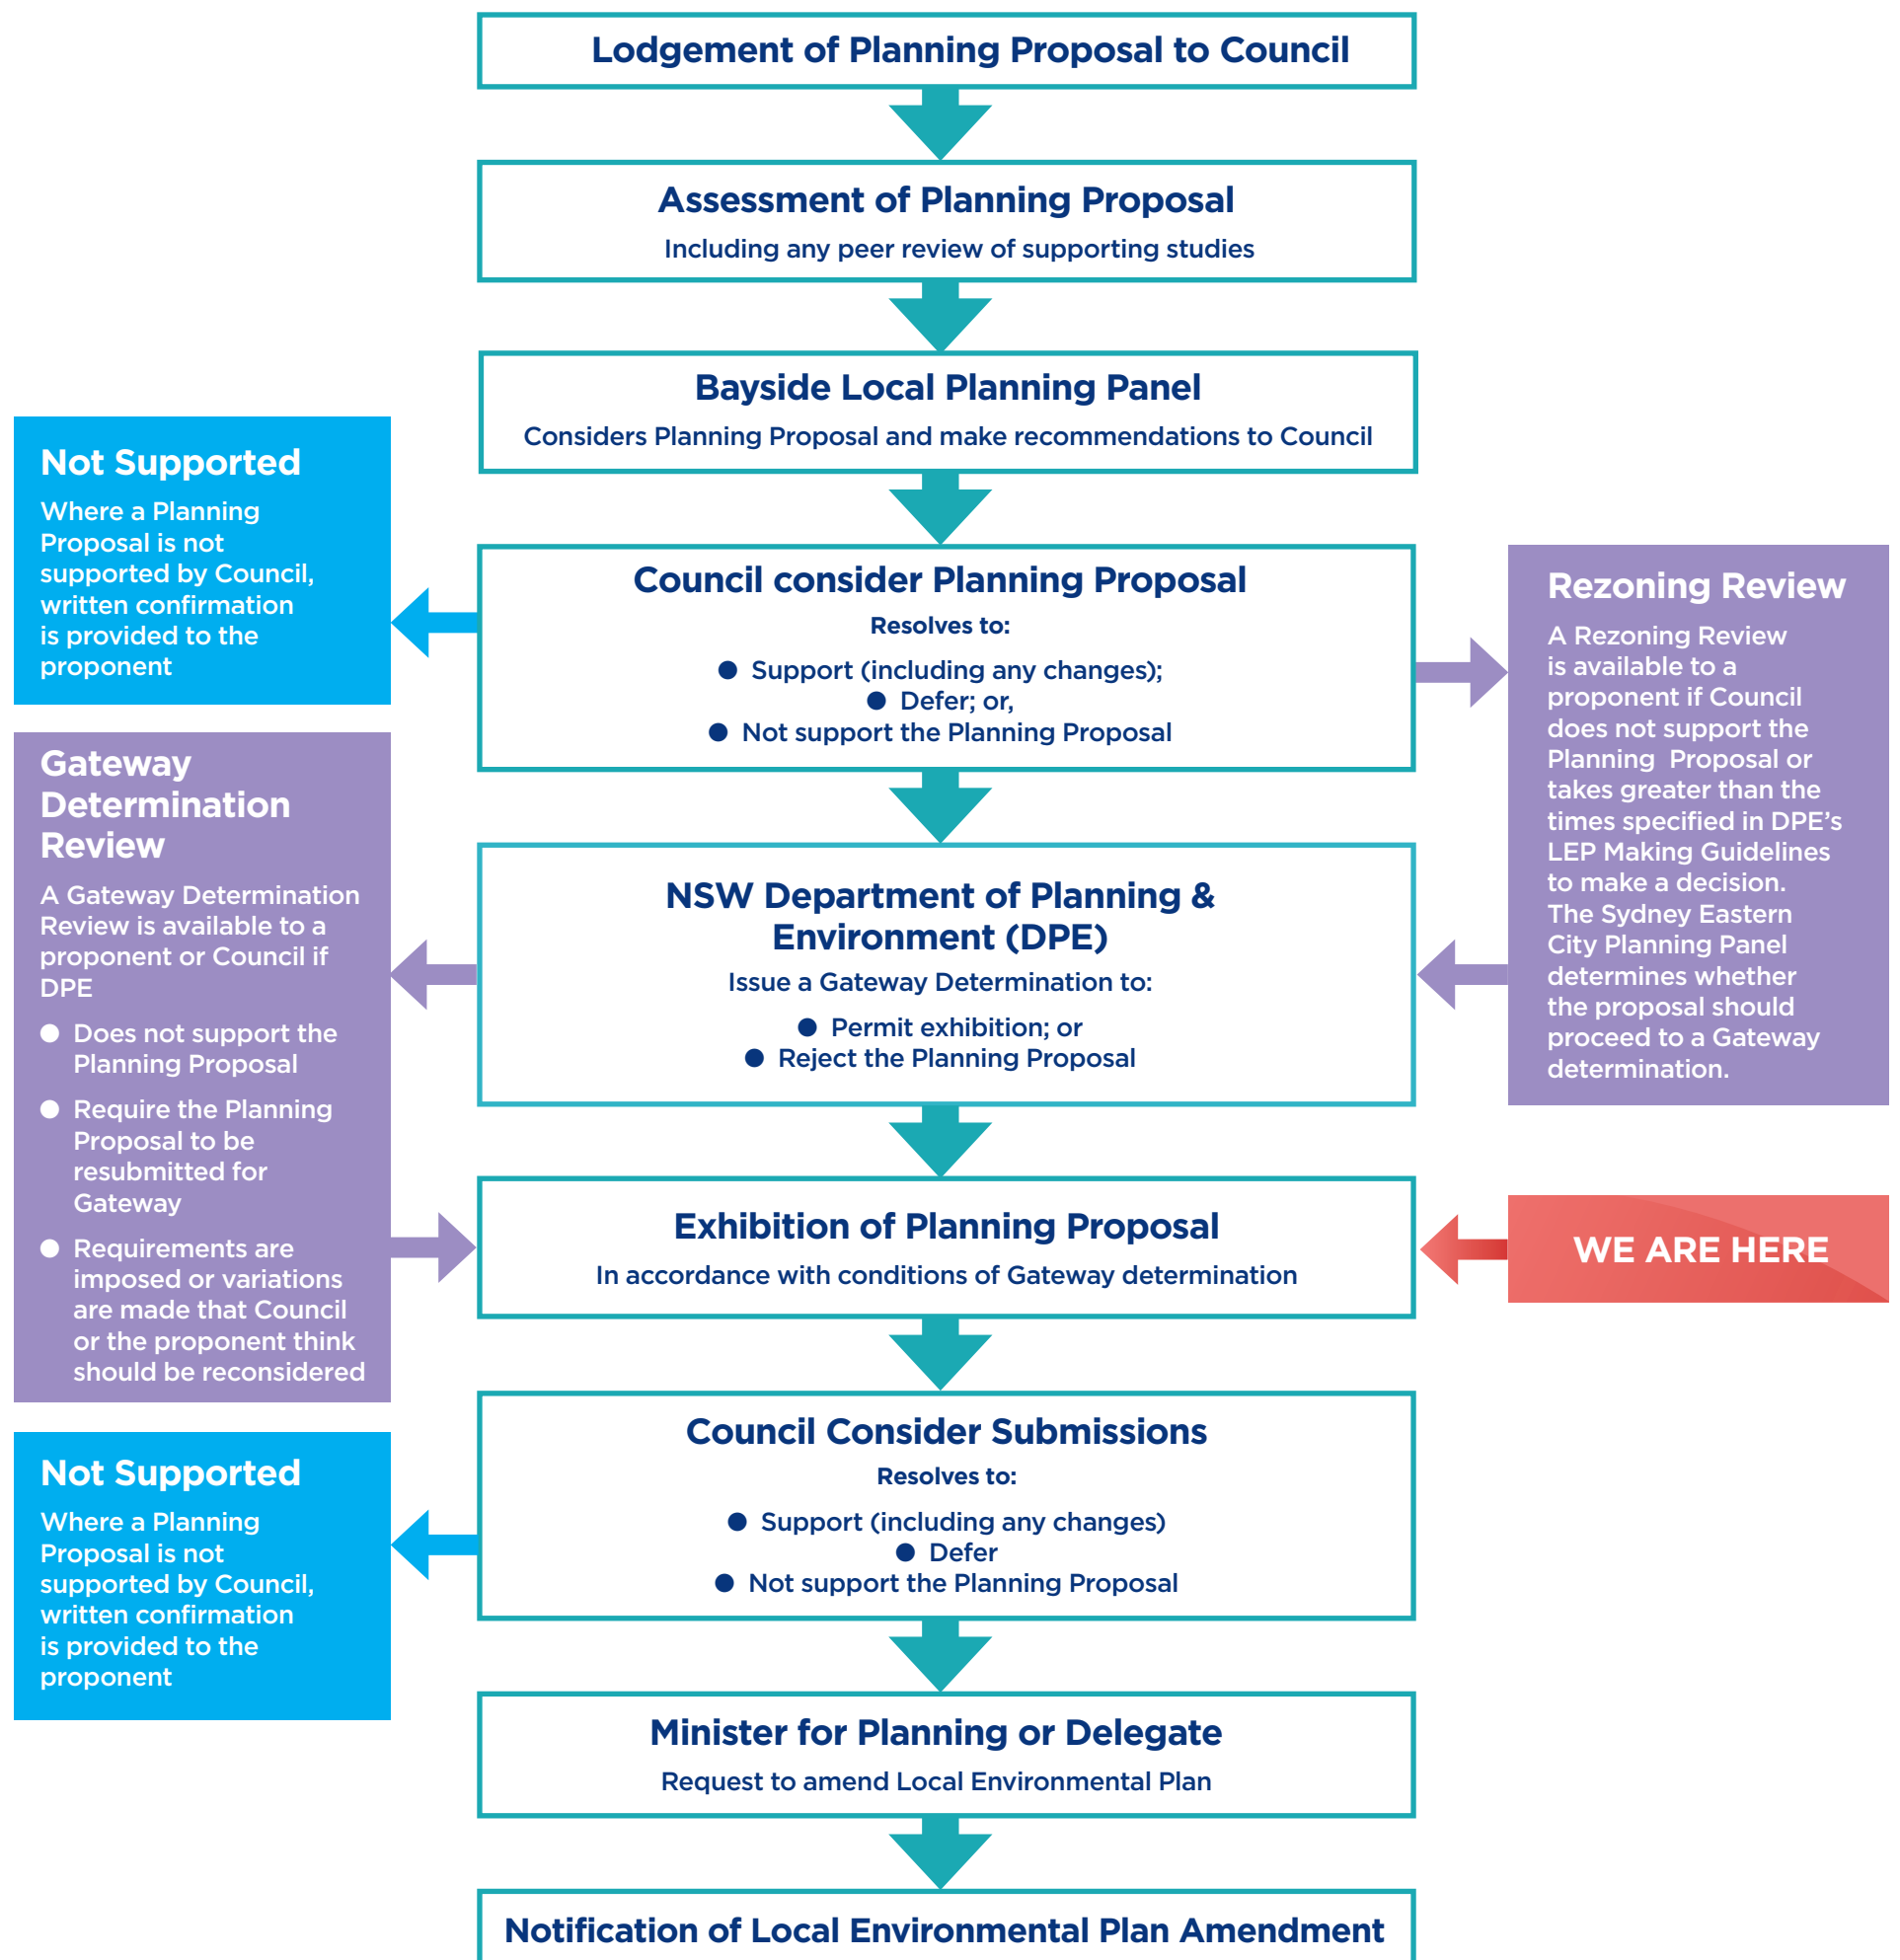 Lodgement of Planning Proposal to Council
Assessment of Planning Proposal
Including any peer review of supporting studies
Bayside Local Planning Panel
Considers Planning Proposal and make recommendations to Council
Not Supported
Where a Planning
Proposal is not
supported by Council,
written confirmation
is provided to the
proponent
Council consider Planning Proposal
Resolves to:
● Support (including any changes);
● Defer; or,
● Not support the Planning Proposal
Rezoning Review
A Rezoning Review
is available to a
proponent if Council
does not support the
Planning  Proposal or
takes greater than the
times specified in DPE’s
LEP Making Guidelines
to make a decision.
The Sydney Eastern
City Planning Panel
determines whether
the proposal should
proceed to a Gateway
determination.
Gateway
Determination
Review
A Gateway Determination
Review is available to a
proponent or Council if
DPE
● Does not support the
Planning Proposal
● Require the Planning
Proposal to be
resubmitted for
Gateway
● Requirements are
imposed or variations
are made that Council
or the proponent think
should be reconsidered
NSW Department of Planning &
Environment (DPE)
Issue a Gateway Determination to:
● Permit exhibition; or
● Reject the Planning Proposal
Exhibition of Planning Proposal
In accordance with conditions of Gateway determination
WE ARE HERE
Council Consider Submissions
Resolves to:
● Support (including any changes)
● Defer
● Not support the Planning Proposal
Not Supported
Where a Planning
Proposal is not
supported by Council,
written confirmation
is provided to the
proponent
Minister for Planning or Delegate
Request to amend Local Environmental Plan
Notification of Local Environmental Plan Amendment